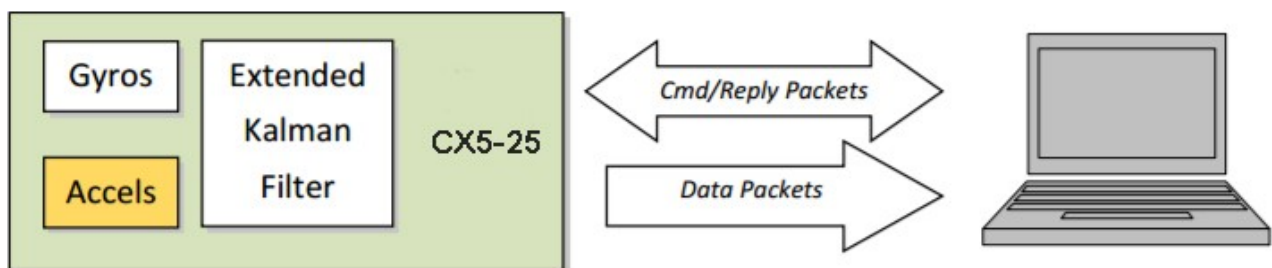 Gyros
Accels
Extended
Kalman
Filter
CX5-25
Cmd/Reply Packets
Data Packets